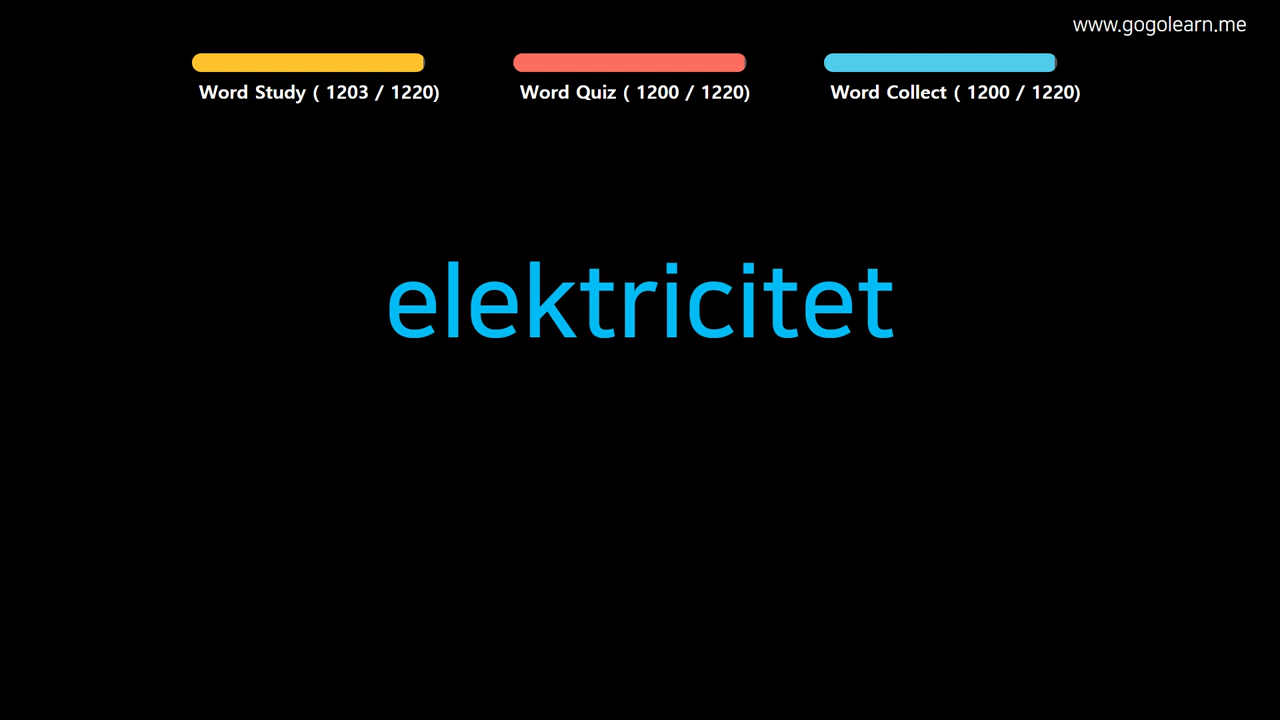 www.gogolearn.me
Word Study ( 1203 / 1220)
Word Quiz ( 1200 / 1220)
Word Collect ( 1200 / 1220)
elektricitet